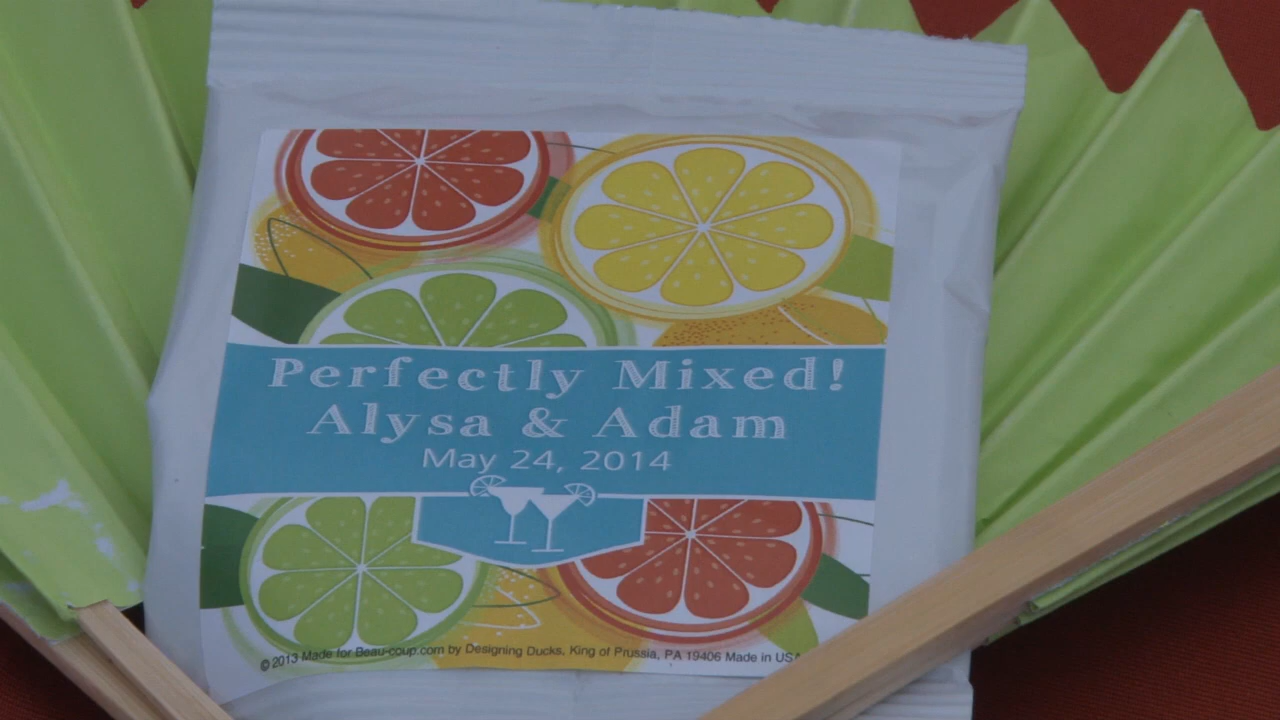 Perfectly Mixed!
Alysa & Adam
May 24, 2014
© 2013 Made for Beau-coup.com by Designing Ducks, King of Prussia, PA 19406 Made in USA